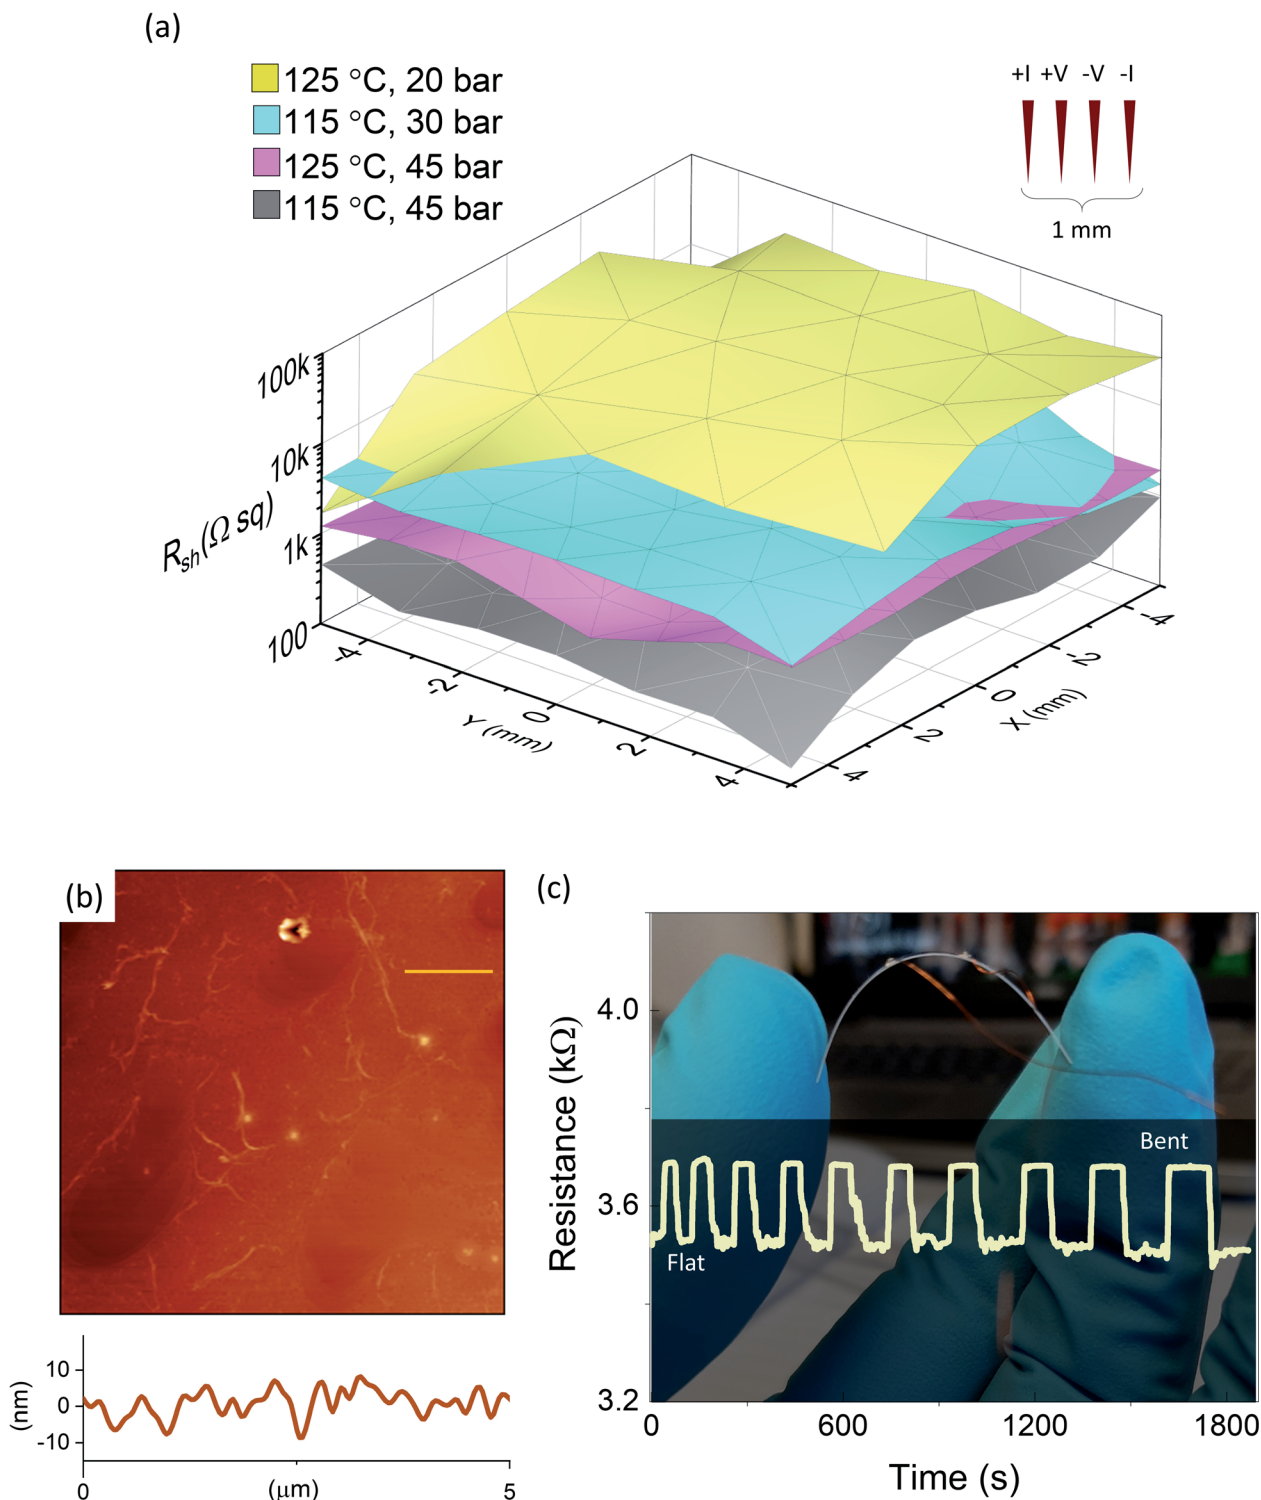 (a)
125 °C, 20 bar
115 °C, 30 bar
125 °C, 45 bar
115 °C, 45 bar
+I +V -V -I
1 mm
100k
10k
1k
100
Rsh(Ω sq)
-4
-2
0
2
4
Y (mm)
-4
-2
0
2
4
X (mm)
(b)
10
0
-10
(nm)
0
5
(μm)
(c)
4.0
3.6
3.2
Resistance (kΩ)
Bent
Flat
0
600
1200
1800
Time (s)